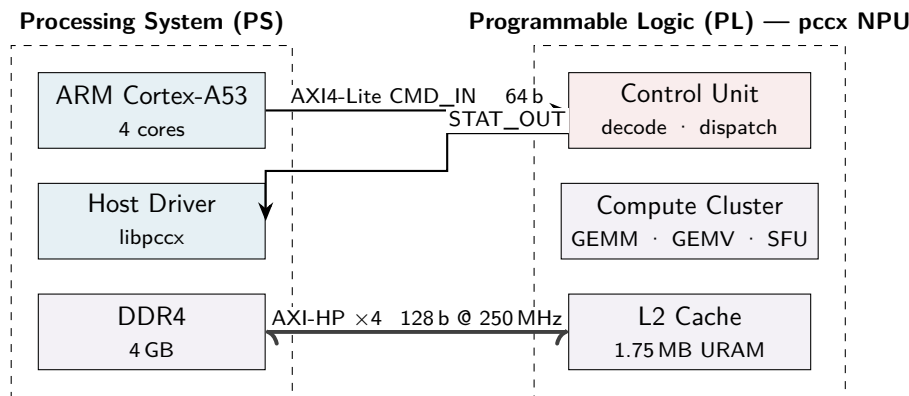 Processing System (PS)
Programmable Logic (PL) — pccx NPU
ARM Cortex-A53
4 cores
AXI4-Lite CMD_IN 64 b
STAT_OUT
Control Unit
decode · dispatch
Host Driver
libpccx
Compute Cluster
GEMM · GEMV · SFU
DDR4
4 GB
AXI-HP ×4 128 b @ 250 MHz
L2 Cache
1.75 MB URAM